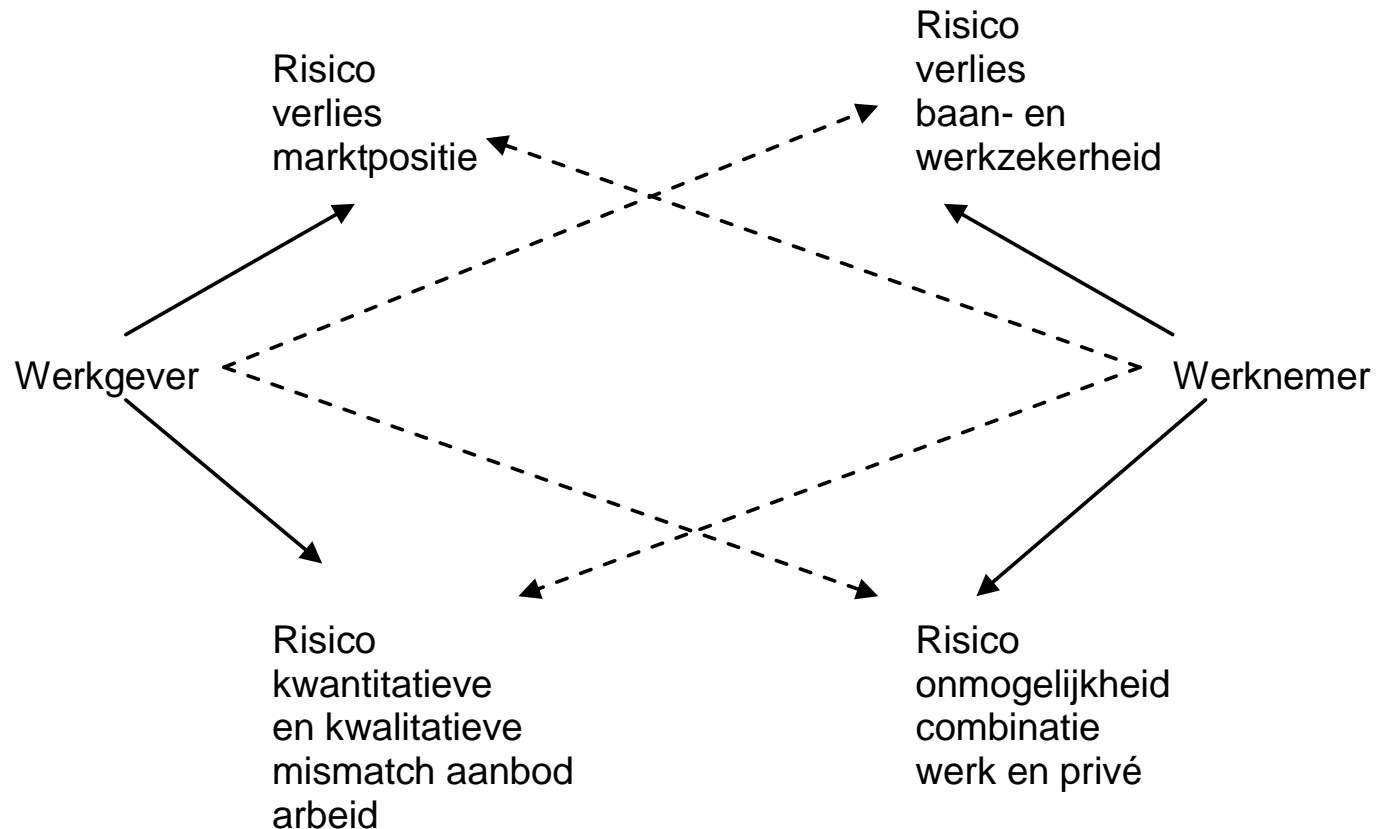 Risico
verlies
marktpositie
Risico
verlies
baan- en
werkzekerheid
Werkgever
Werknemer
Risico
kwantitatieve
en kwalitatieve
mismatch aanbod
arbeid
Risico
onmogelijkheid
combinatie
werk en privé